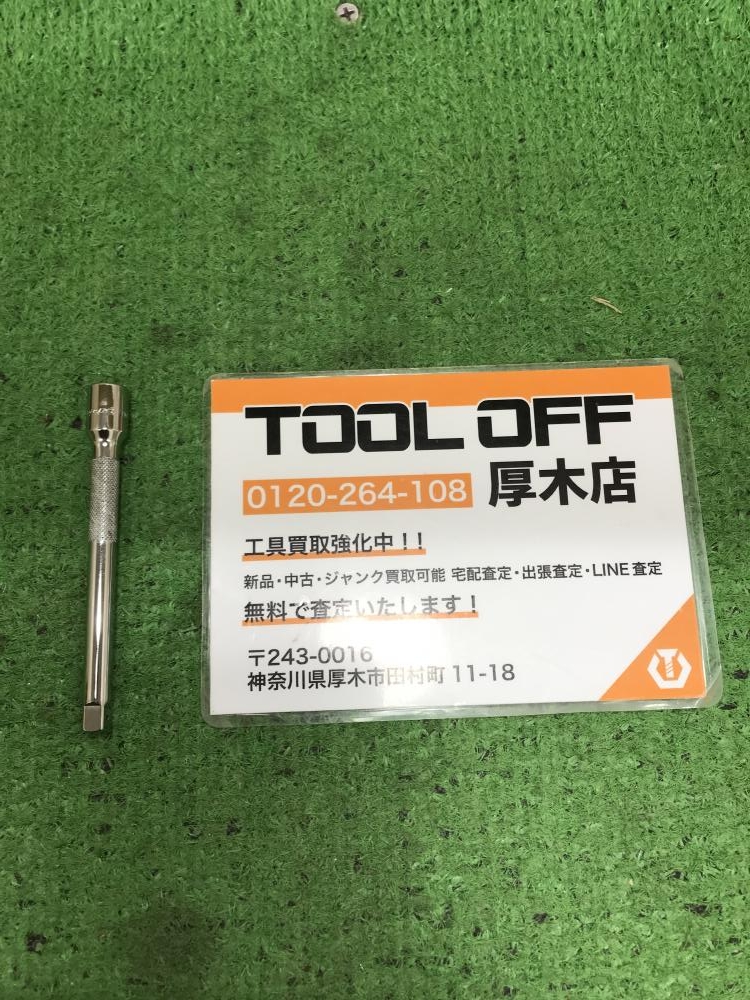 TOOL OFF
0120-264-108 厚木店
工具買取強化中！！
新品・中古・ジャンク買取可能 宅配査定・出張査定・LINE査定
無料で査定いたします！
〒243-0016
神奈川県厚木市田村町 11-18